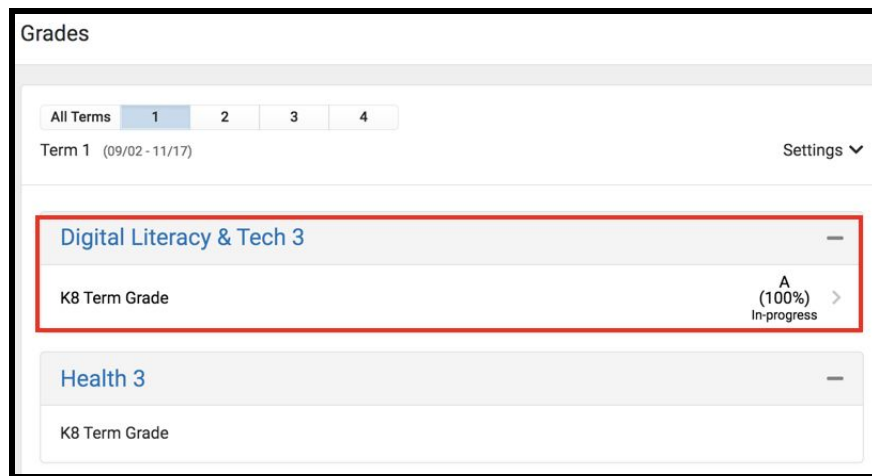 Grades
All Terms 1 2 3 4
Term 1 (09/02 - 11/17) Settings
Digital Literacy & Tech 3
K8 Term Grade
A
(100%)
In-progress
Health 3
K8 Term Grade